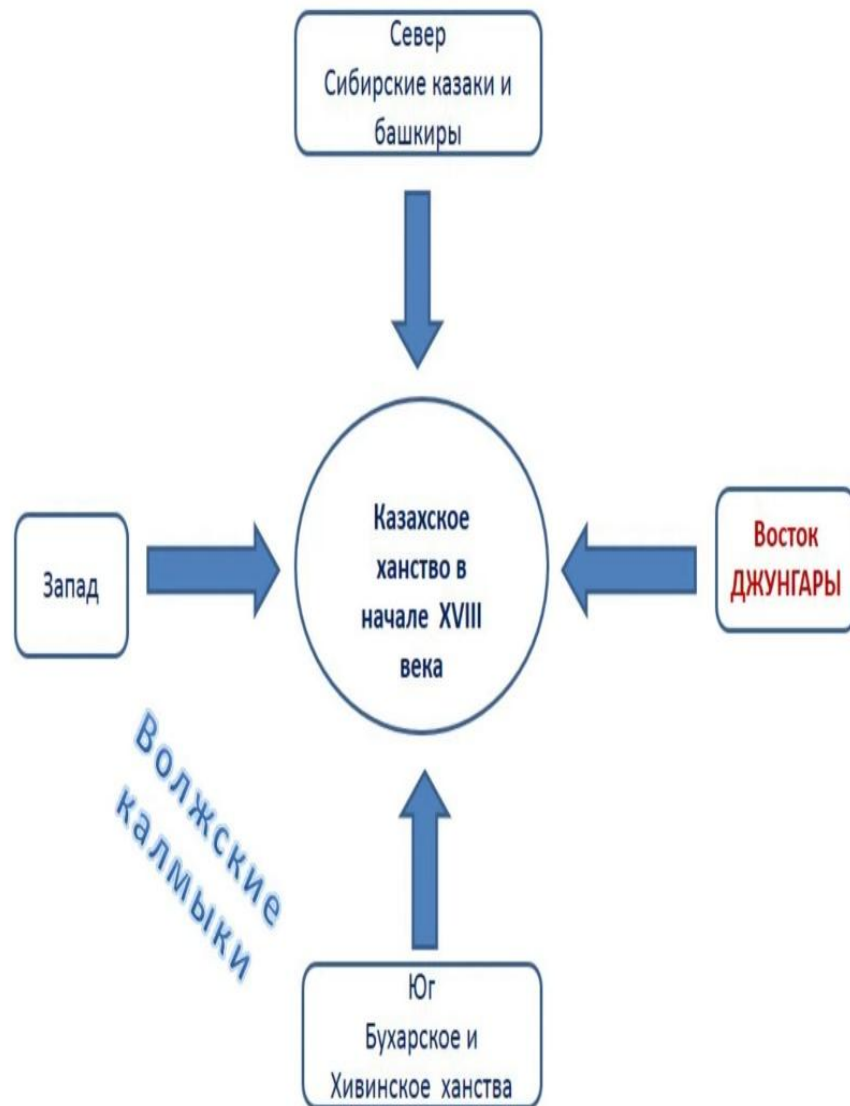 Север
Сибирские казаки и
башкиры
Запад
Казахское
ханство в
начале XVIII
века
Восток
ДЖУНГАРЫ
Волжские
калмыки
Юг
Бухарское и
Хивинское ханства